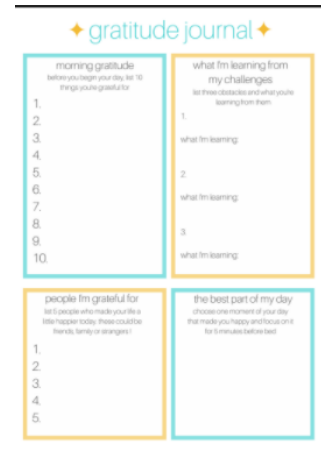 gratitude journal
morning gratitude
before you begin your day, list 10
things you're grateful for
1.
2.
3.
4.
5.
6.
7.
8.
9.
10.
what I'm learning from
my challenges
list three obstacles and what you're
learning from them
1.
what I'm learning:
2.
what I'm learning:
3.
what I'm learning:
people I'm grateful for
list 5 people who made your life a
little happier today. these could be
friends, family or strangers!
1.
2.
3.
4.
5.
the best part of my day
choose one moment of your day
that made you happy and focus on it
for 5 minutes before bed